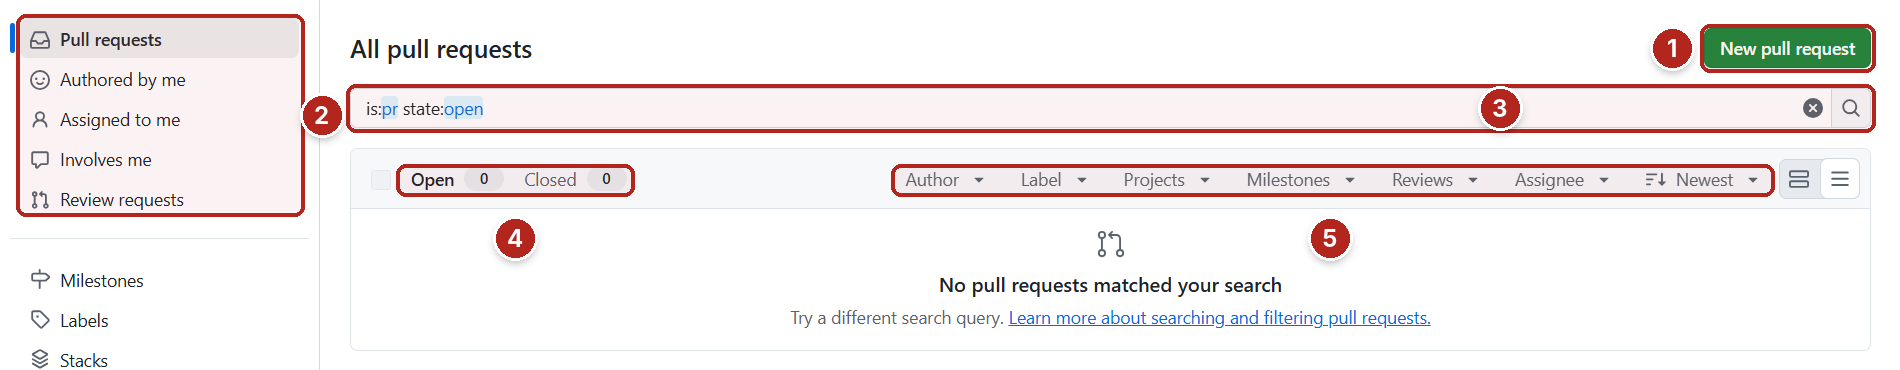 Pull requests
Authored by me
Assigned to me
Involves me
Review requests
Milestones
Labels
Stacks
2
All pull requests
1
New pull request
is:pr state:open
3
Open 0 Closed 0
Author Label Projects Milestones Reviews Assignee Newest
4
5
No pull requests matched your search
Try a different search query. Learn more about searching and filtering pull requests.